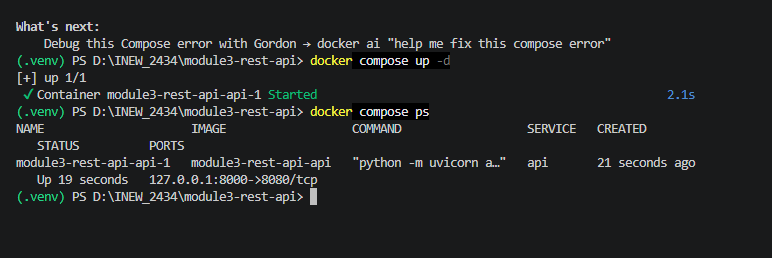 What's next:
    Debug this Compose error with Gordon → docker ai "help me fix this compose error"
(.venv) PS D:\INEW_2434\module3-rest-api> docker compose up -d
[+] up 1/1
 ✔ Container module3-rest-api-api-1 Started 2.1s
(.venv) PS D:\INEW_2434\module3-rest-api> docker compose ps
NAME IMAGE COMMAND SERVICE CREATED
   STATUS PORTS
module3-rest-api-api-1 module3-rest-api-api "python -m uvicorn a…" api 21 seconds ago
   Up 19 seconds 127.0.0.1:8000->8080/tcp
(.venv) PS D:\INEW_2434\module3-rest-api>